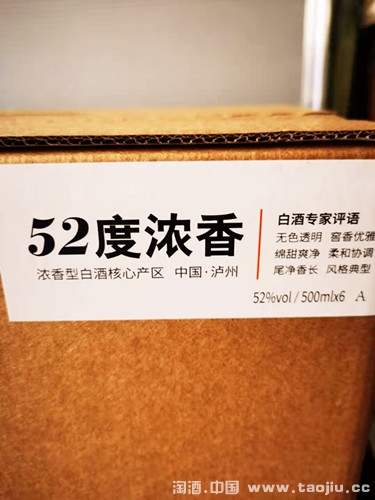 52度浓香
浓香型白酒核心产区 中国·泸州
白酒专家评语
无色透明 窖香优雅
绵甜爽净 柔和协调
尾净香长 风格典型
52%vol / 500mlx6 A
淘酒.中国 www.taojiu.cc